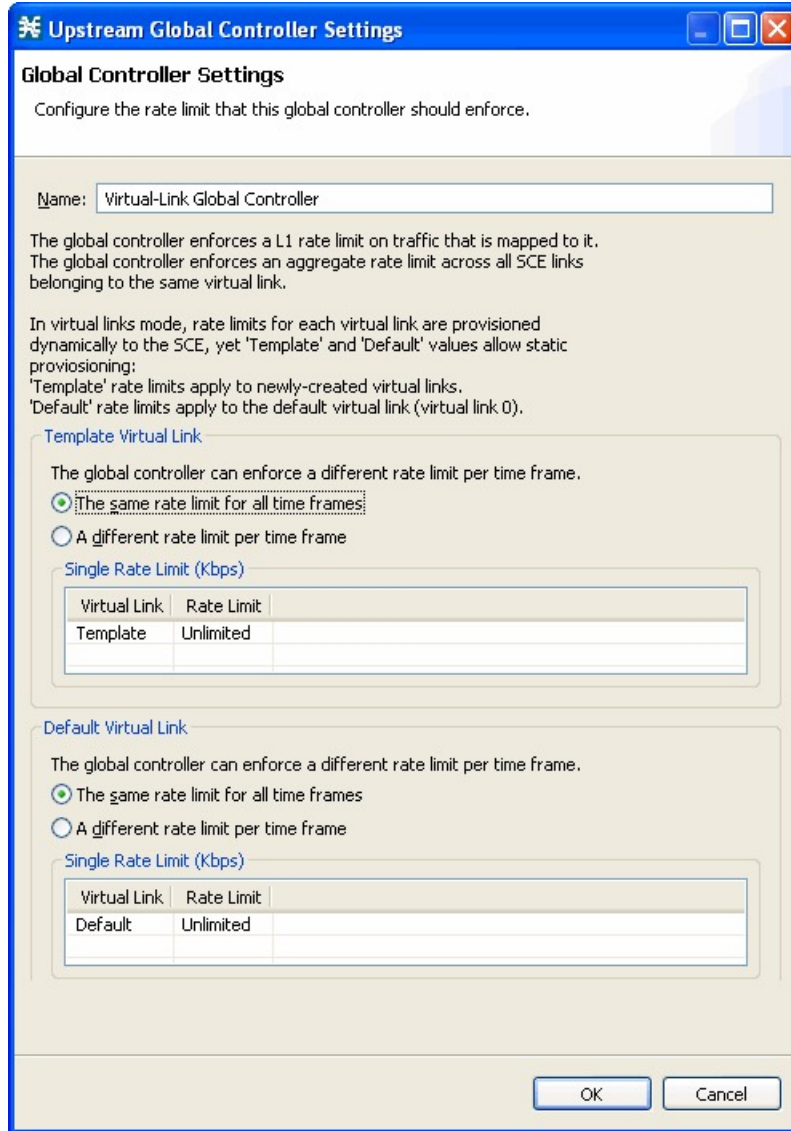 Upstream Global Controller Settings
Global Controller Settings
Configure the rate limit that this global controller should enforce.
Name: Virtual-Link Global Controller
The global controller enforces a L1 rate limit on traffic that is mapped to it.
The global controller enforces an aggregate rate limit across all SCE links
belonging to the same virtual link.
In virtual links mode, rate limits for each virtual link are provisioned
dynamically to the SCE, yet 'Template' and 'Default' values allow static
proviosioning:
'Template' rate limits apply to newly-created virtual links.
'Default' rate limits apply to the default virtual link (virtual link 0).
Template Virtual Link
The global controller can enforce a different rate limit per time frame.
The same rate limit for all time frames
A different rate limit per time frame
Single Rate Limit (Kbps)
Virtual Link Rate Limit
Template Unlimited
Default Virtual Link
The global controller can enforce a different rate limit per time frame.
The same rate limit for all time frames
A different rate limit per time frame
Single Rate Limit (Kbps)
Virtual Link Rate Limit
Default Unlimited
OK Cancel